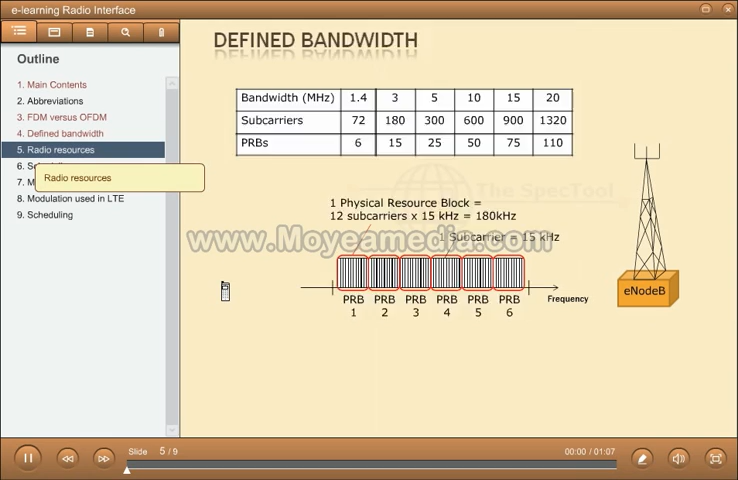 e-learning Radio Interface
Outline
1. Main Contents
2. Abbreviations
3. FDM versus OFDM
4. Defined bandwidth
5. Radio resources
6.
Radio resources
7.
8. Modulation used in LTE
9. Scheduling
DEFINED BANDWIDTH
Bandwidth (MHz) 1.4 3 5 10 15 20
Subcarriers 72 180 300 600 900 1320
PRBs 6 15 25 50 75 110
The SpecTool
1 Physical Resource Block =
12 subcarriers x 15 kHz = 180kHz
1 Subcarrier = 15 kHz
www.Moyeamedia.com
PRB PRB PRB PRB PRB PRB
1 2 3 4 5 6
Frequency
eNodeB
Slide 5 / 9
00:00 / 01:07